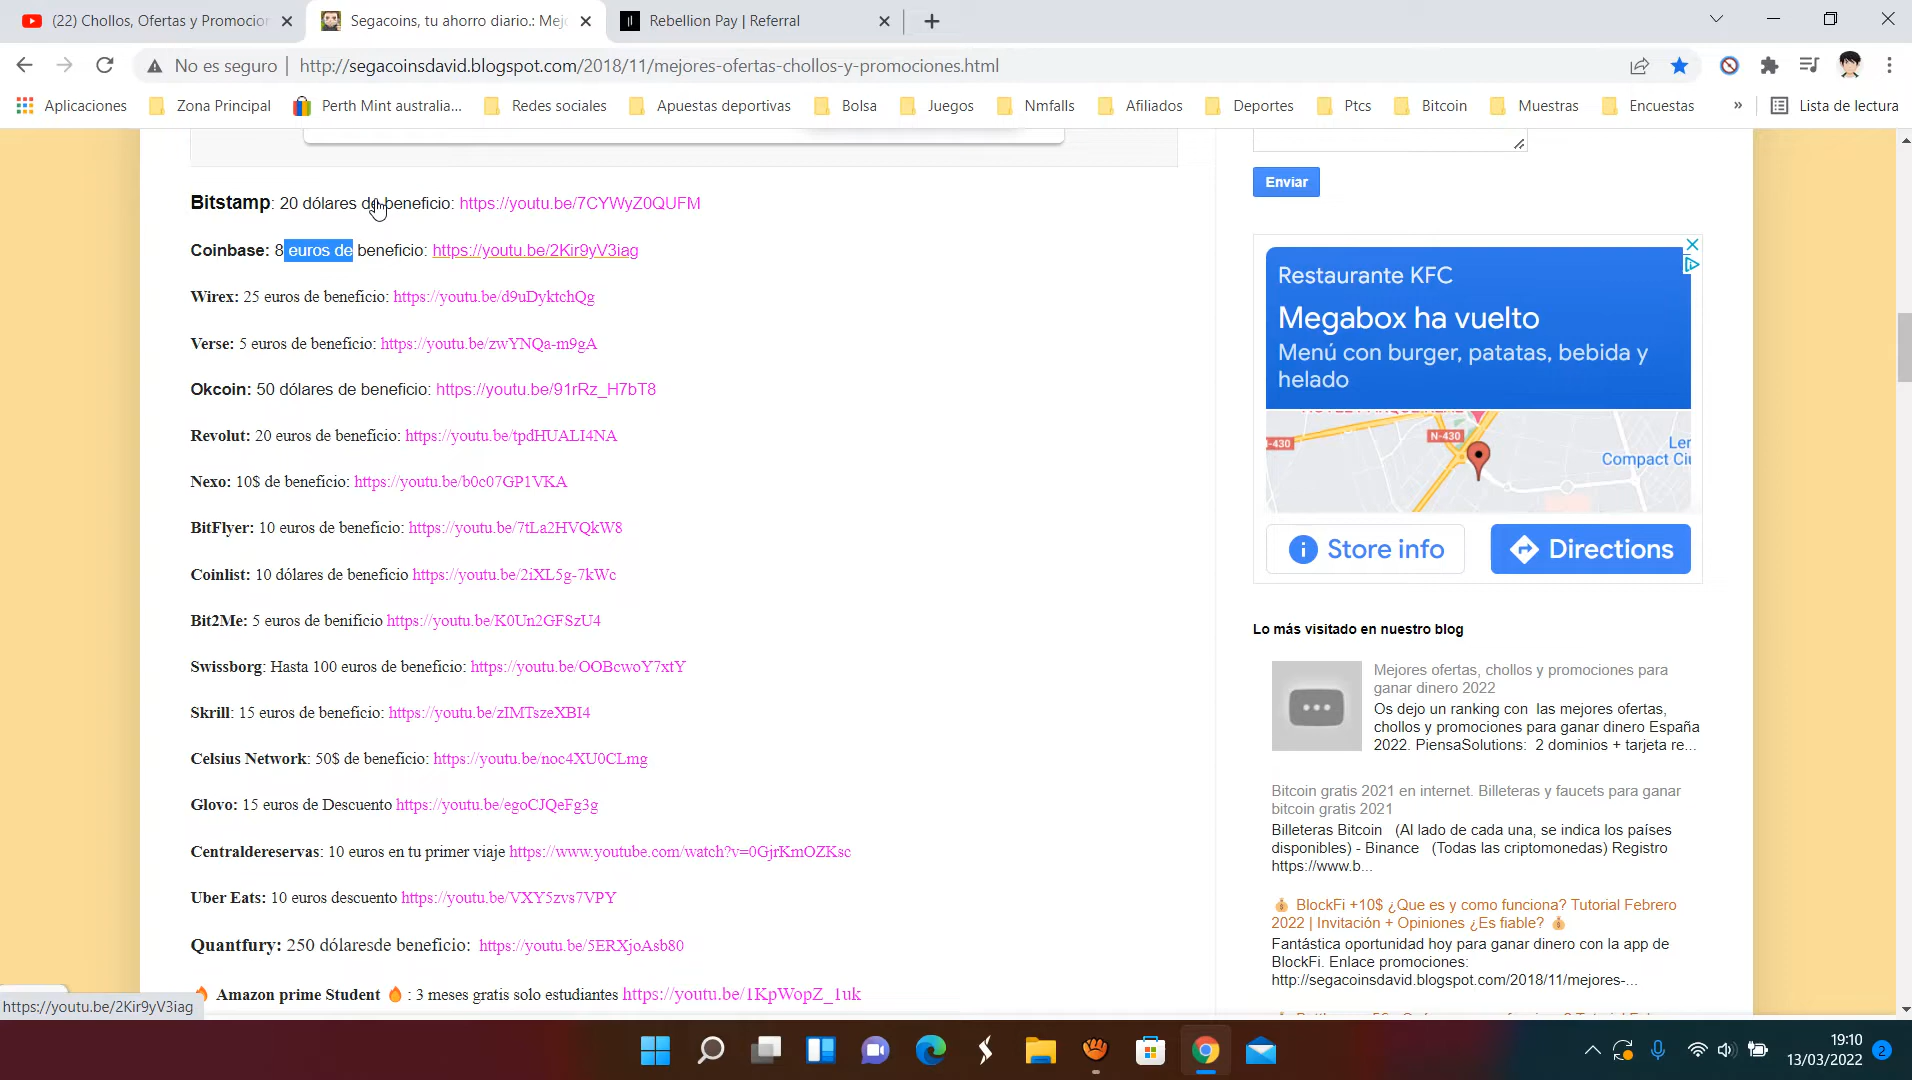 (22) Chollos, Ofertas y Promocion
Segacoins, tu ahorro diario.: Mej
Rebellion Pay | Referral
No es seguro
http://segacoinsdavid.blogspot.com/2018/11/mejores-ofertas-chollos-y-promociones.html
Aplicaciones
Zona Principal
Perth Mint australia...
Redes sociales
Apuestas deportivas
Bolsa
Juegos
Nmfalls
Afiliados
Deportes
Ptcs
Bitcoin
Muestras
Encuestas
»
Lista de lectura
Bitstamp: 20 dólares de beneficio: https://youtu.be/7CYWyZ0QUFM
Coinbase: 8 euros de beneficio: https://youtu.be/2Kir9yV3iag
Wirex: 25 euros de beneficio: https://youtu.be/d9uDyktchQg
Verse: 5 euros de beneficio: https://youtu.be/zwYNQa-m9gA
Okcoin: 50 dólares de beneficio: https://youtu.be/91rRz_H7bT8
Revolut: 20 euros de beneficio: https://youtu.be/tpdHUALI4NA
Nexo: 10$ de beneficio: https://youtu.be/b0c07GP1VKA
BitFlyer: 10 euros de beneficio: https://youtu.be/7tLa2HVQkW8
Coinlist: 10 dólares de beneficio https://youtu.be/2iXL5g-7kWc
Bit2Me: 5 euros de benificio https://youtu.be/K0Un2GFSzU4
Swissborg: Hasta 100 euros de beneficio: https://youtu.be/OOBcwoY7xtY
Skrill: 15 euros de beneficio: https://youtu.be/zIMTszeXBI4
Celsius Network: 50$ de beneficio: https://youtu.be/noc4XU0CLmg
Glovo: 15 euros de Descuento https://youtu.be/egoCJQeFg3g
Centraldereservas: 10 euros en tu primer viaje https://www.youtube.com/watch?v=0GjrKmOZKsc
Uber Eats: 10 euros descuento https://youtu.be/VXY5zvs7VPY
Quantfury: 250 dólaresde beneficio: https://youtu.be/5ERXjoAsb80
🔥 Amazon prime Student 🔥 : 3 meses gratis solo estudiantes https://youtu.be/1KpWopZ_1uk
Enviar
Restaurante KFC
Megabox ha vuelto
Menú con burger, patatas, bebida y
helado
N-430
-430
Ler
Compact Ciu
Store info
Directions
Lo más visitado en nuestro blog
Mejores ofertas, chollos y promociones para
ganar dinero 2022
Os dejo un ranking con las mejores ofertas,
chollos y promociones para ganar dinero España
2022. PiensaSolutions: 2 dominios + tarjeta re...
Bitcoin gratis 2021 en internet. Billeteras y faucets para ganar
bitcoin gratis 2021
Billeteras Bitcoin (Al lado de cada una, se indica los países
disponibles) - Binance (Todas las criptomonedas) Registro
https://www.b...
💰 BlockFi +10$ ¿Que es y como funciona? Tutorial Febrero
2022 | Invitación + Opiniones ¿Es fiable? 💰
Fantástica oportunidad hoy para ganar dinero con la app de
BlockFi. Enlace promociones:
http://segacoinsdavid.blogspot.com/2018/11/mejores-...
https://youtu.be/2Kir9yV3iag
19:10
13/03/2022
2